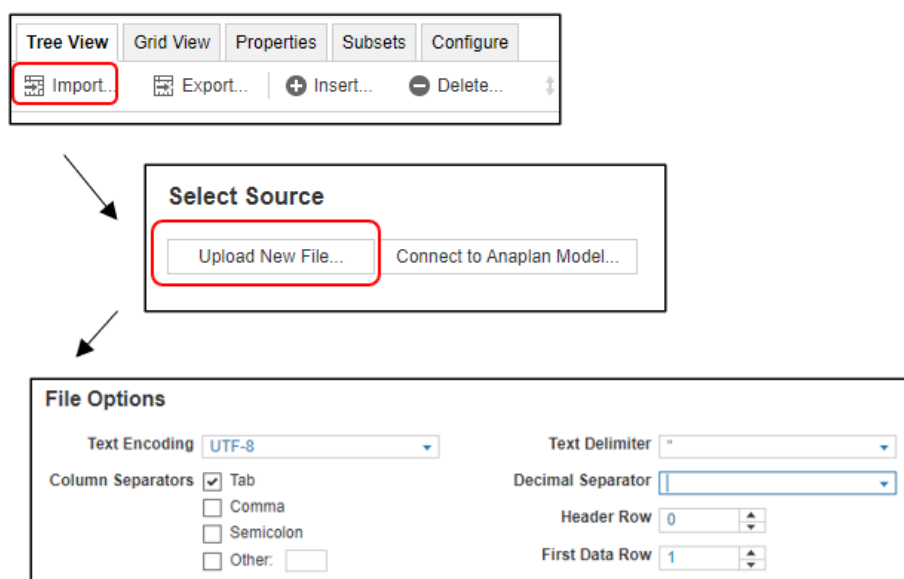 Tree View Grid View Properties Subsets Configure
Import... Export... Insert... Delete...
Select Source
Upload New File... Connect to Anaplan Model...
File Options
Text Encoding UTF-8 Text Delimiter "
Column Separators Tab Decimal Separator
Comma Header Row 0
Semicolon
Other: First Data Row 1